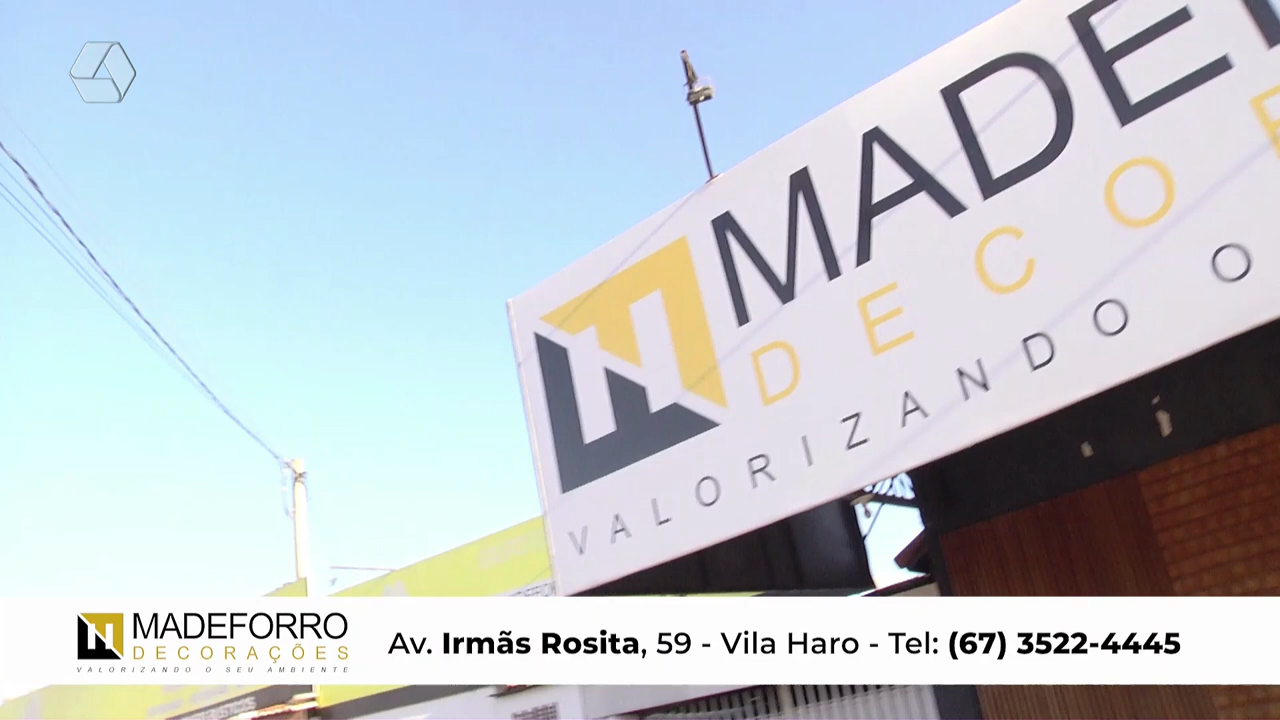 MADE
DECO
VALORIZANDO O
MADEFORRO
DECORAÇÕES
VALORIZANDO O SEU AMBIENTE
Av. Irmãs Rosita, 59 - Vila Haro - Tel: (67) 3522-4445